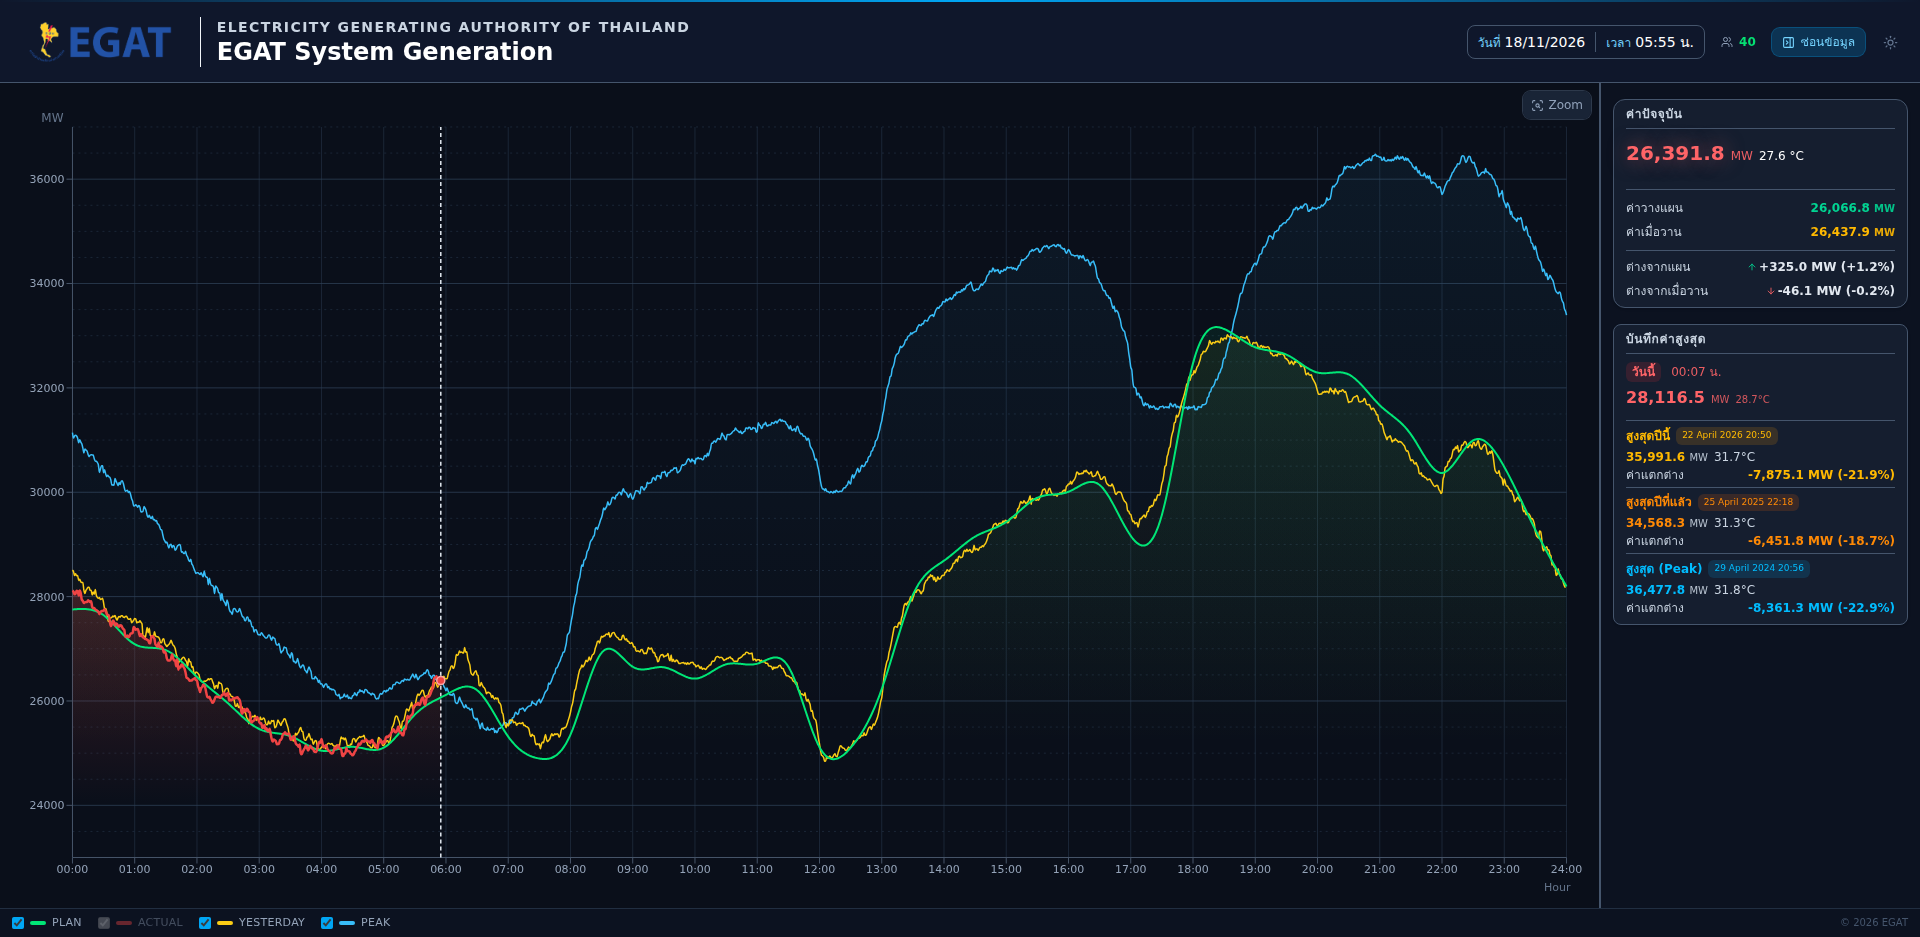 EGAT
ELECTRICITY GENERATING AUTHORITY OF THAILAND
EGAT System Generation
วันที่ 18/11/2026 เวลา 05:55 น.
40
ซ่อนข้อมูล
Zoom
MW
36000
34000
32000
30000
28000
26000
24000
00:00 01:00 02:00 03:00 04:00 05:00 06:00 07:00 08:00 09:00 10:00 11:00 12:00 13:00 14:00 15:00 16:00 17:00 18:00 19:00 20:00 21:00 22:00 23:00 24:00
Hour
ค่าปัจจุบัน
26,391.8 MW 27.6 °C
ค่าวางแผน 26,066.8 MW
ค่าเมื่อวาน 26,437.9 MW
ต่างจากแผน ↑ +325.0 MW (+1.2%)
ต่างจากเมื่อวาน ↓ -46.1 MW (-0.2%)
บันทึกค่าสูงสุด
วันนี้ 00:07 น.
28,116.5 MW 28.7°C
สูงสุดปีนี้ 22 April 2026 20:50
35,991.6 MW 31.7°C
ค่าแตกต่าง -7,875.1 MW (-21.9%)
สูงสุดปีที่แล้ว 25 April 2025 22:18
34,568.3 MW 31.3°C
ค่าแตกต่าง -6,451.8 MW (-18.7%)
สูงสุด (Peak) 29 April 2024 20:56
36,477.8 MW 31.8°C
ค่าแตกต่าง -8,361.3 MW (-22.9%)
PLAN ACTUAL YESTERDAY PEAK
© 2026 EGAT